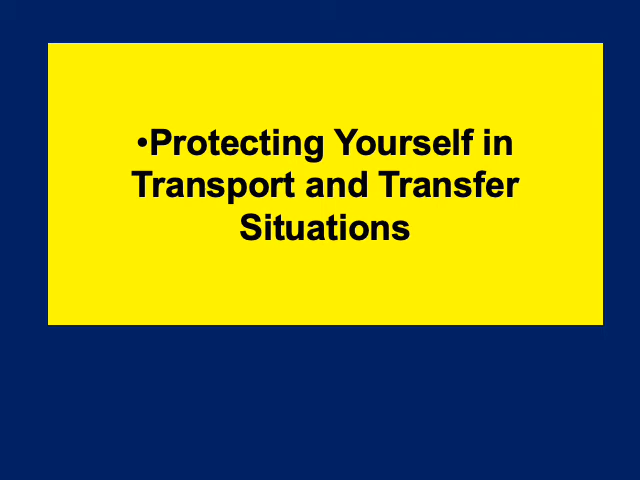 •Protecting Yourself in
Transport and Transfer
Situations